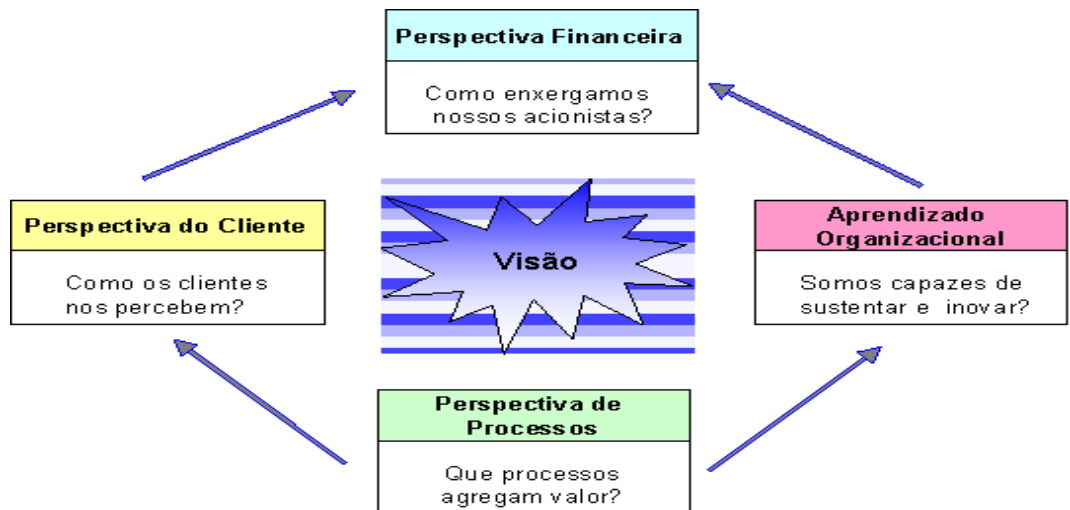 Perspectiva Financeira
Como enxergamos
nossos acionistas?
Perspectiva do Cliente
Como os clientes
nos percebem?
Visão
Aprendizado
Organizacional
Somos capazes de
sustentar e inovar?
Perspectiva de
Processos
Que processos
agregam valor?